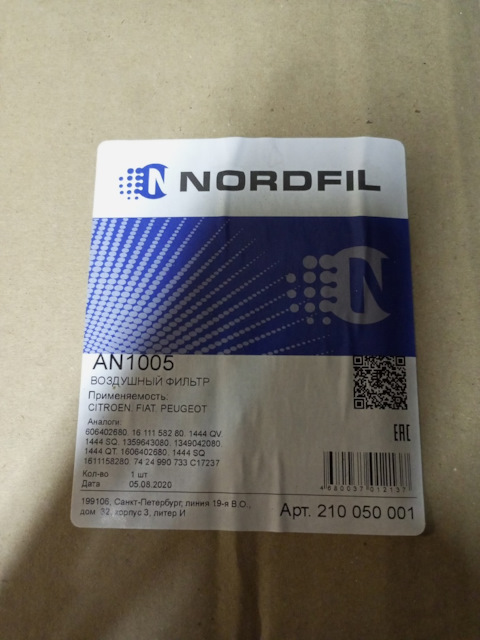 NORDFIL
N
AN1005
ВОЗДУШНЫЙ ФИЛЬТР
Применяемость:
CITROEN. FIAT. PEUGEOT
Аналоги:
606402680. 16 111 582 80. 1444 QV.
1444 SQ. 1359643080. 1349042080.
1444 QT. 1606402680. 1444 SQ
1611158280. 74 24 990 733 C17237
Кол-во 1 шт
Дата 05.08.2020
EAC
4680037012137
199106, Санкт-Петербург, линия 19-я В.О.,
дом 32, корпус 3, литер И
Арт. 210 050 001